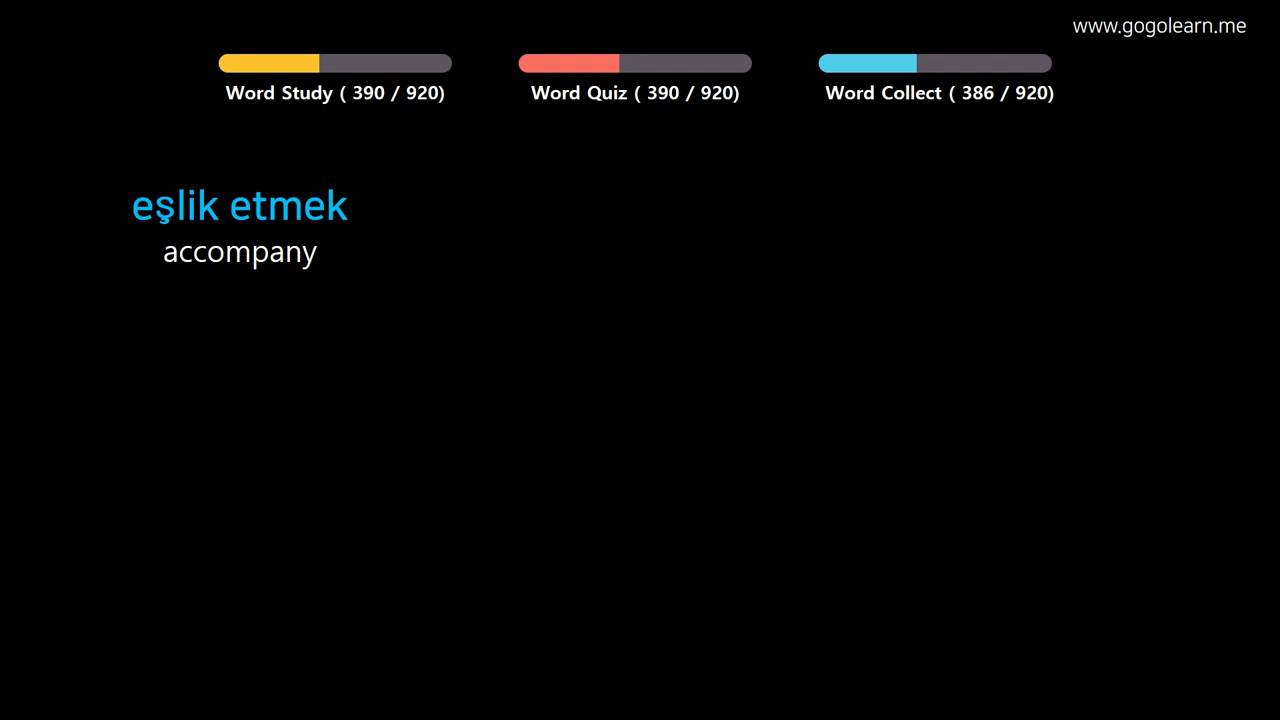 www.gogolearn.me
Word Study ( 390 / 920)
Word Quiz ( 390 / 920)
Word Collect ( 386 / 920)
eşlik etmek
accompany